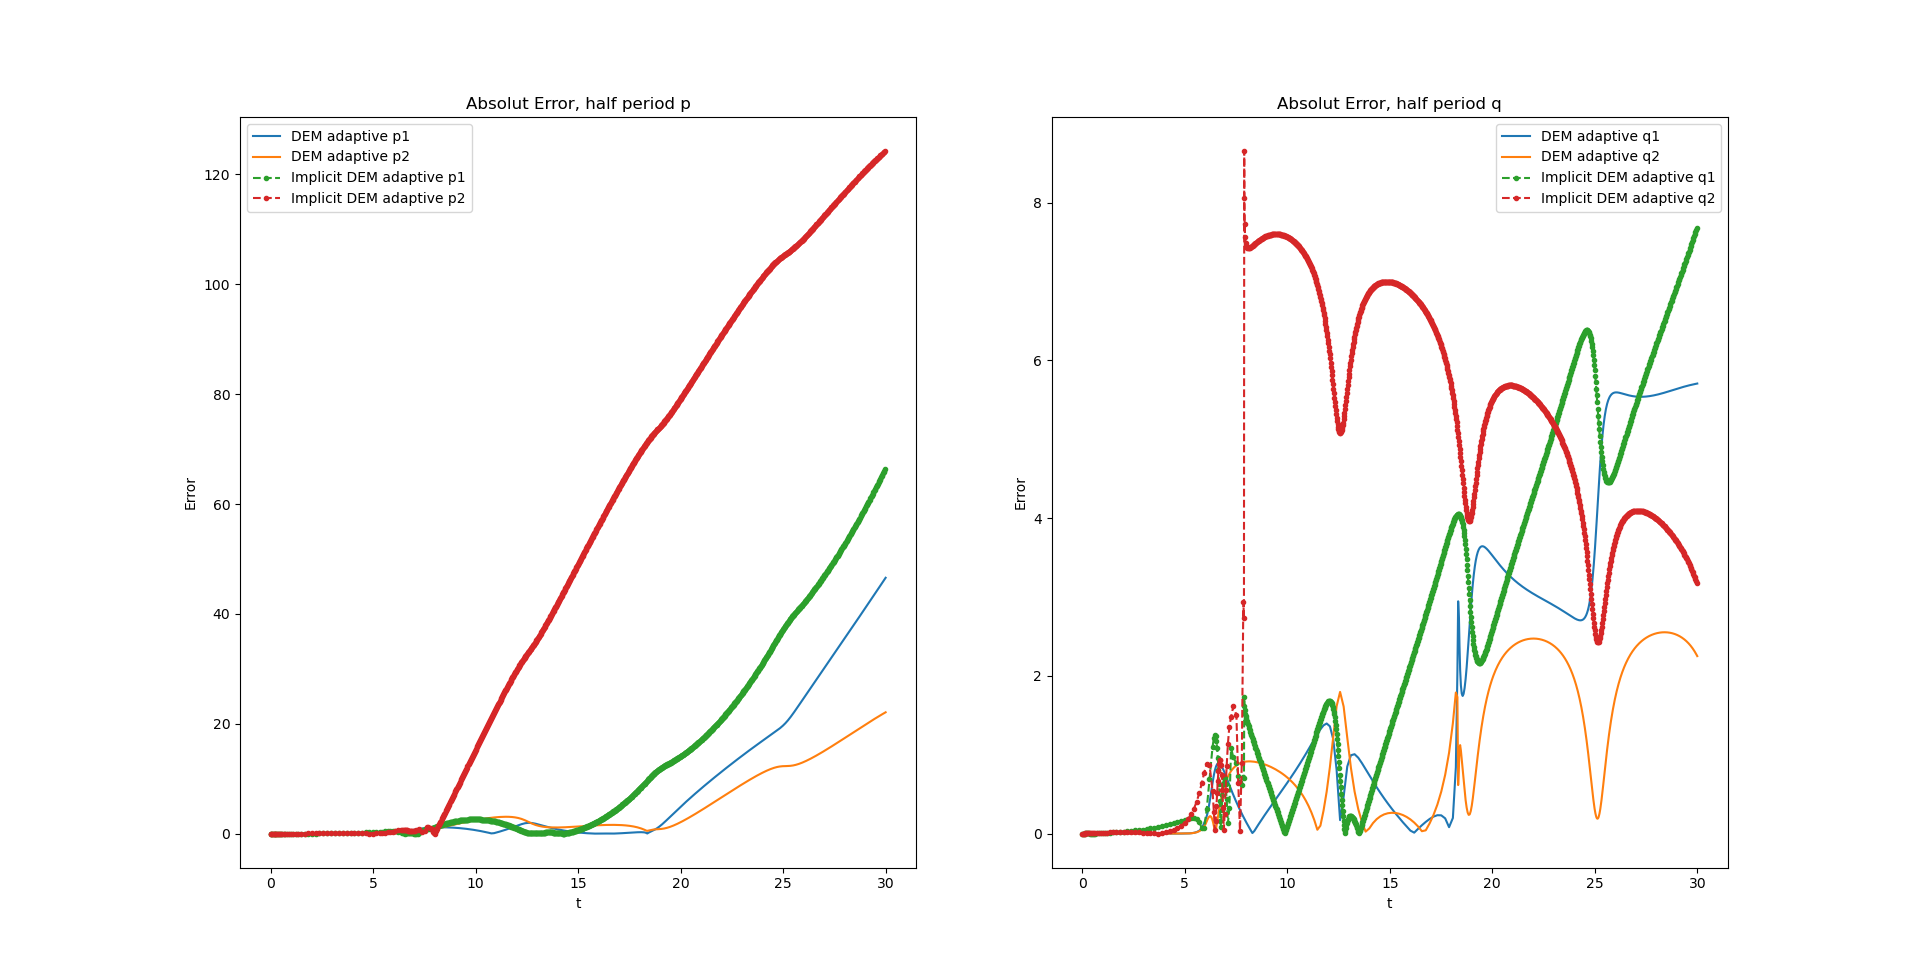 Absolut Error, half period p
DEM adaptive p1
DEM adaptive p2
Implicit DEM adaptive p1
Implicit DEM adaptive p2
120
100
80
60
40
20
0
Error
0 5 10 15 20 25 30
t
Absolut Error, half period q
DEM adaptive q1
DEM adaptive q2
Implicit DEM adaptive q1
Implicit DEM adaptive q2
8
6
4
2
0
Error
0 5 10 15 20 25 30
t